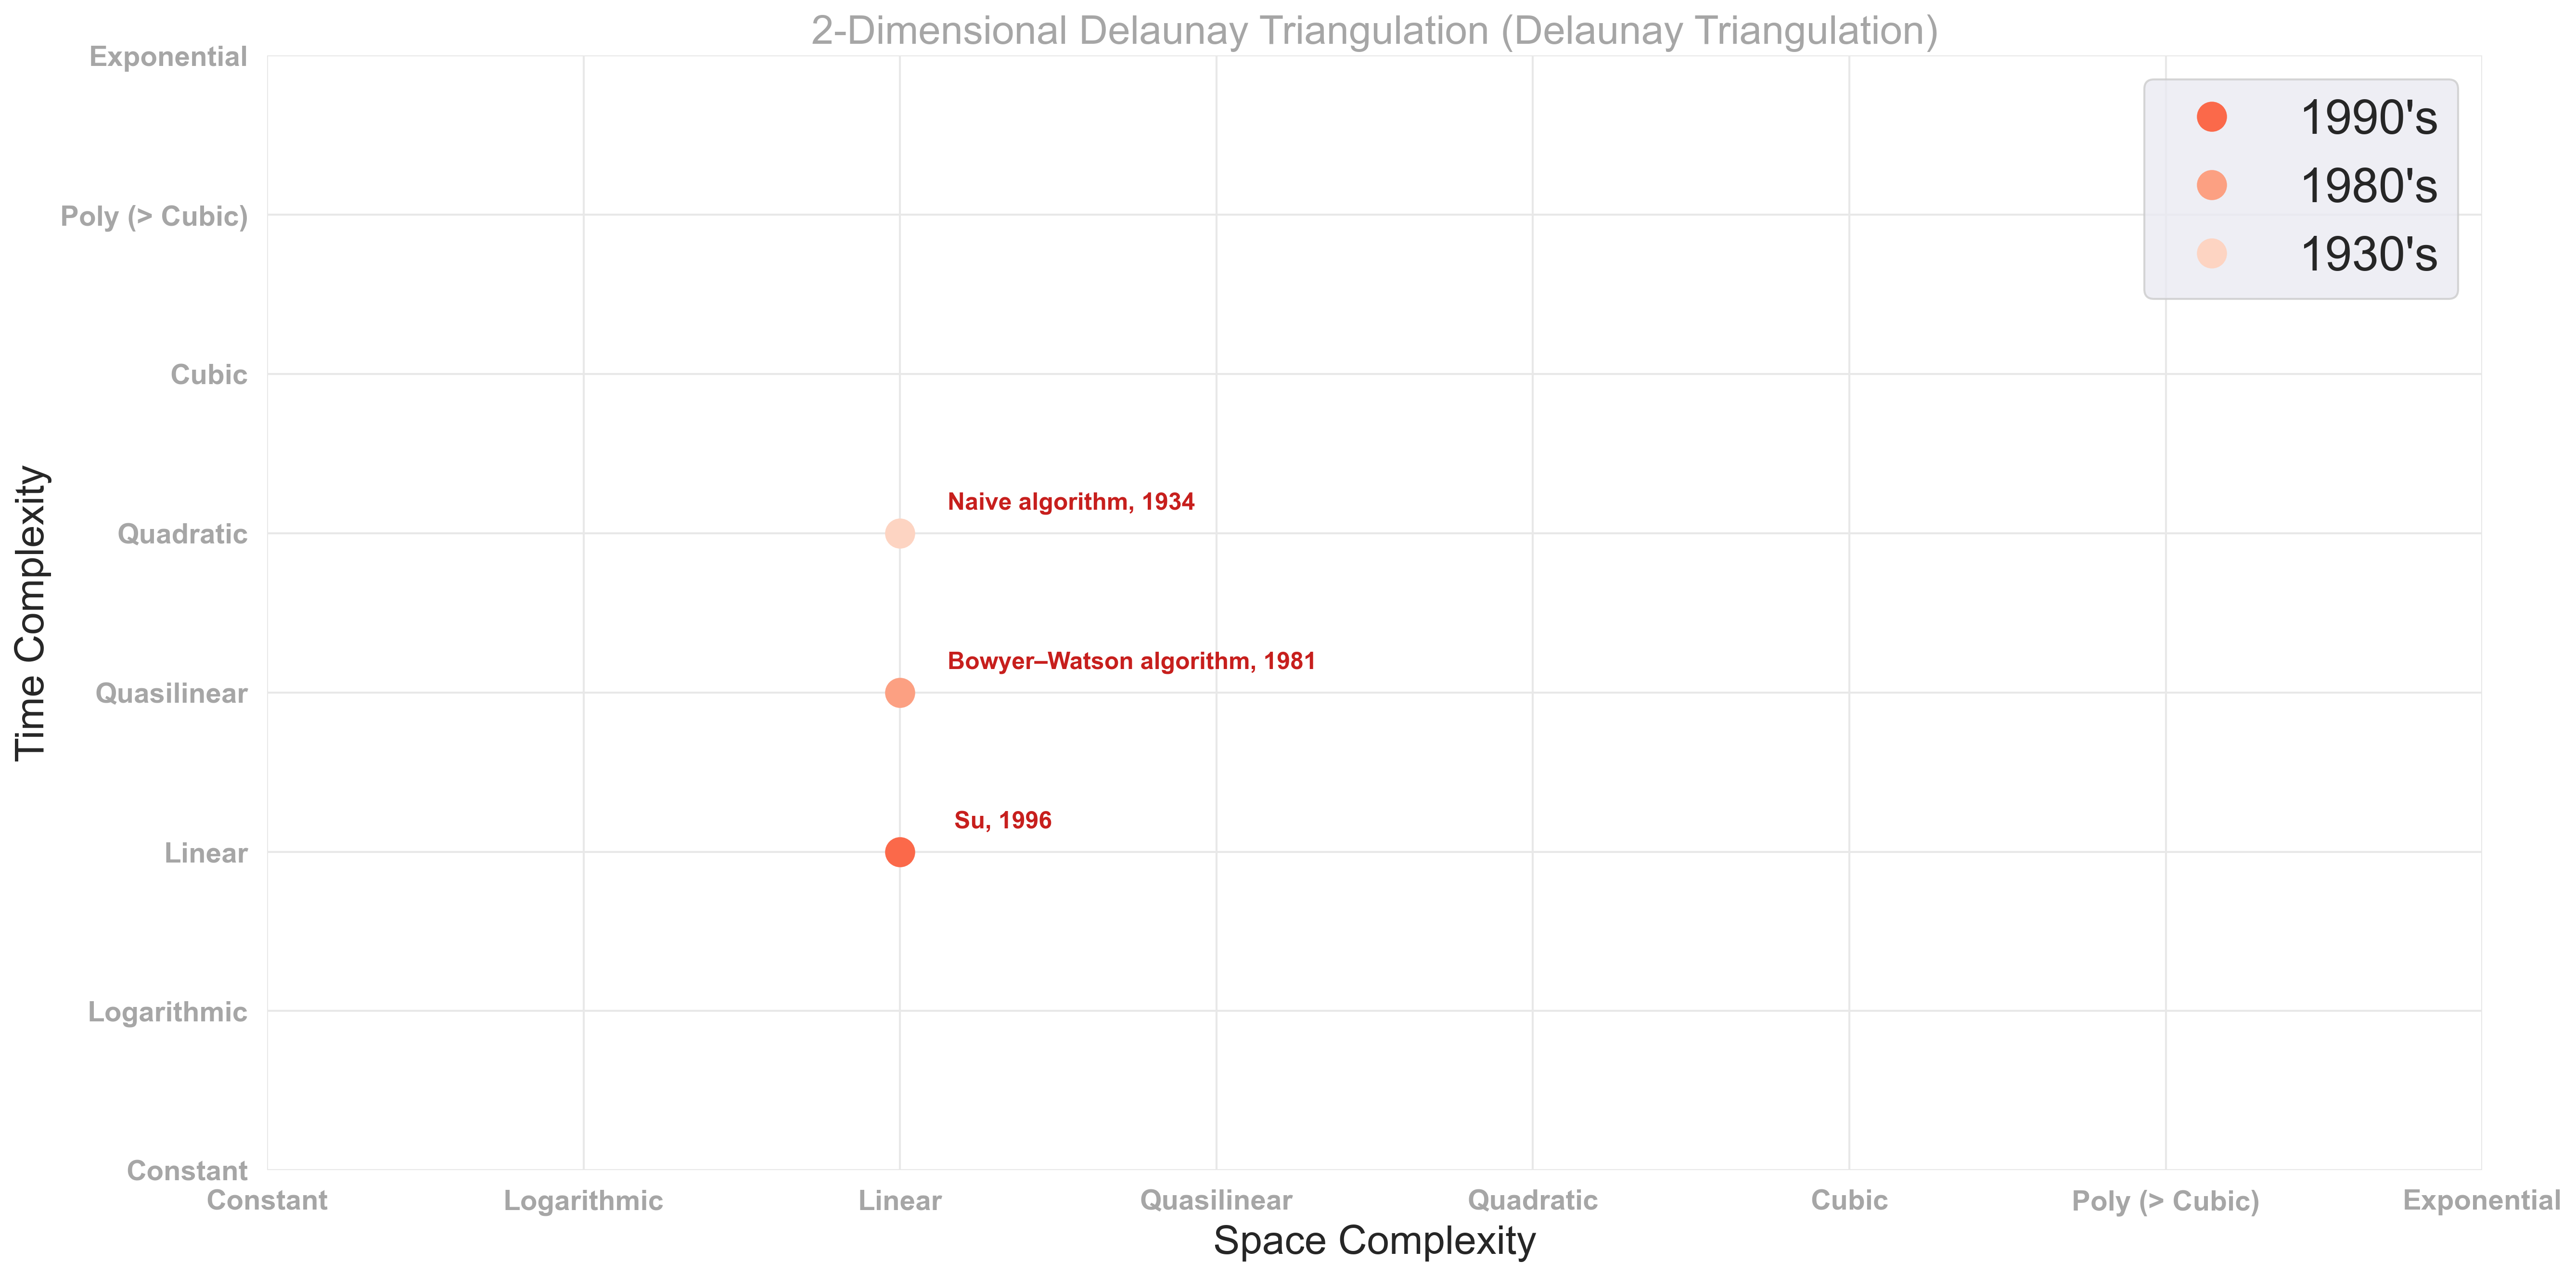 2-Dimensional Delaunay Triangulation (Delaunay Triangulation)
Exponential
Poly (> Cubic)
Cubic
Quadratic
Quasilinear
Linear
Logarithmic
Constant
Time Complexity
1990's
1980's
1930's
Naive algorithm, 1934
Bowyer–Watson algorithm, 1981
Su, 1996
Constant
Logarithmic
Linear
Quasilinear
Quadratic
Cubic
Poly (> Cubic)
Exponential
Space Complexity